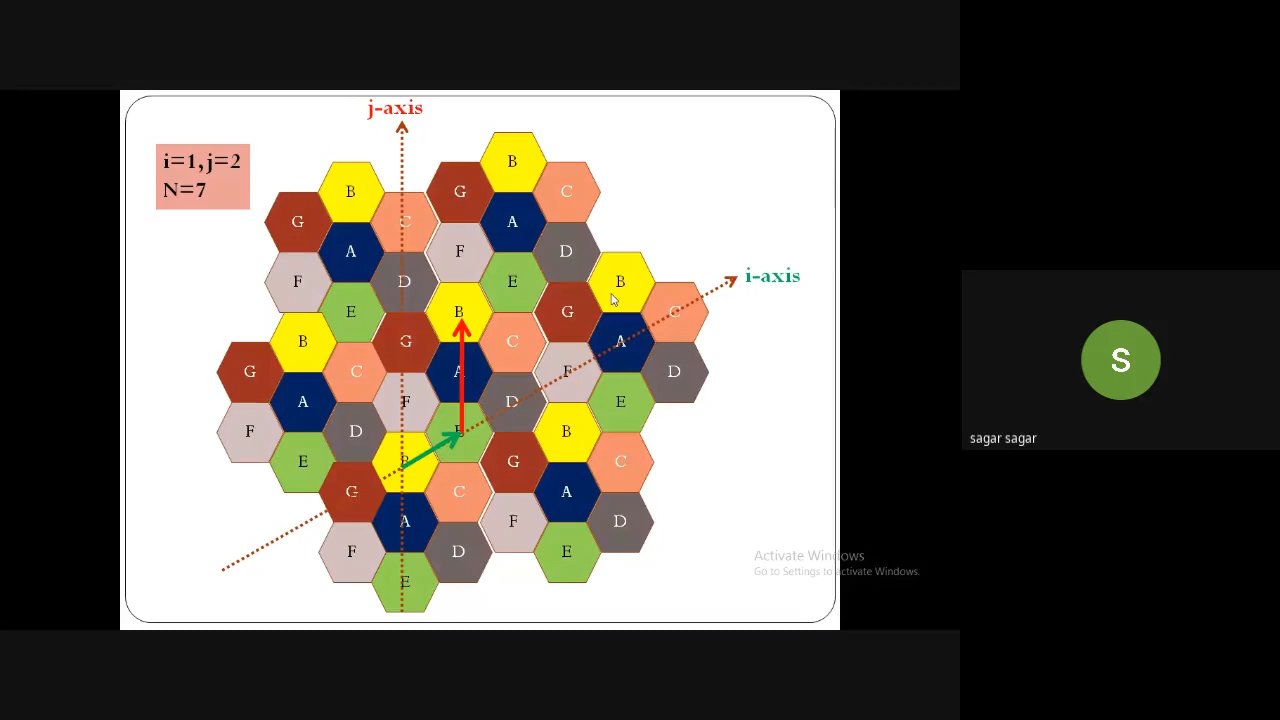 j-axis
i=1,j=2
N=7
B
B G C
G C A
A F D
F D E B
E B G C
B G C A
G C A F D
A F D E
F D E B
E B G C
G C A
A F D
F D E
E
i-axis
S
sagar sagar
Activate Windows
Go to Settings to activate Windows.